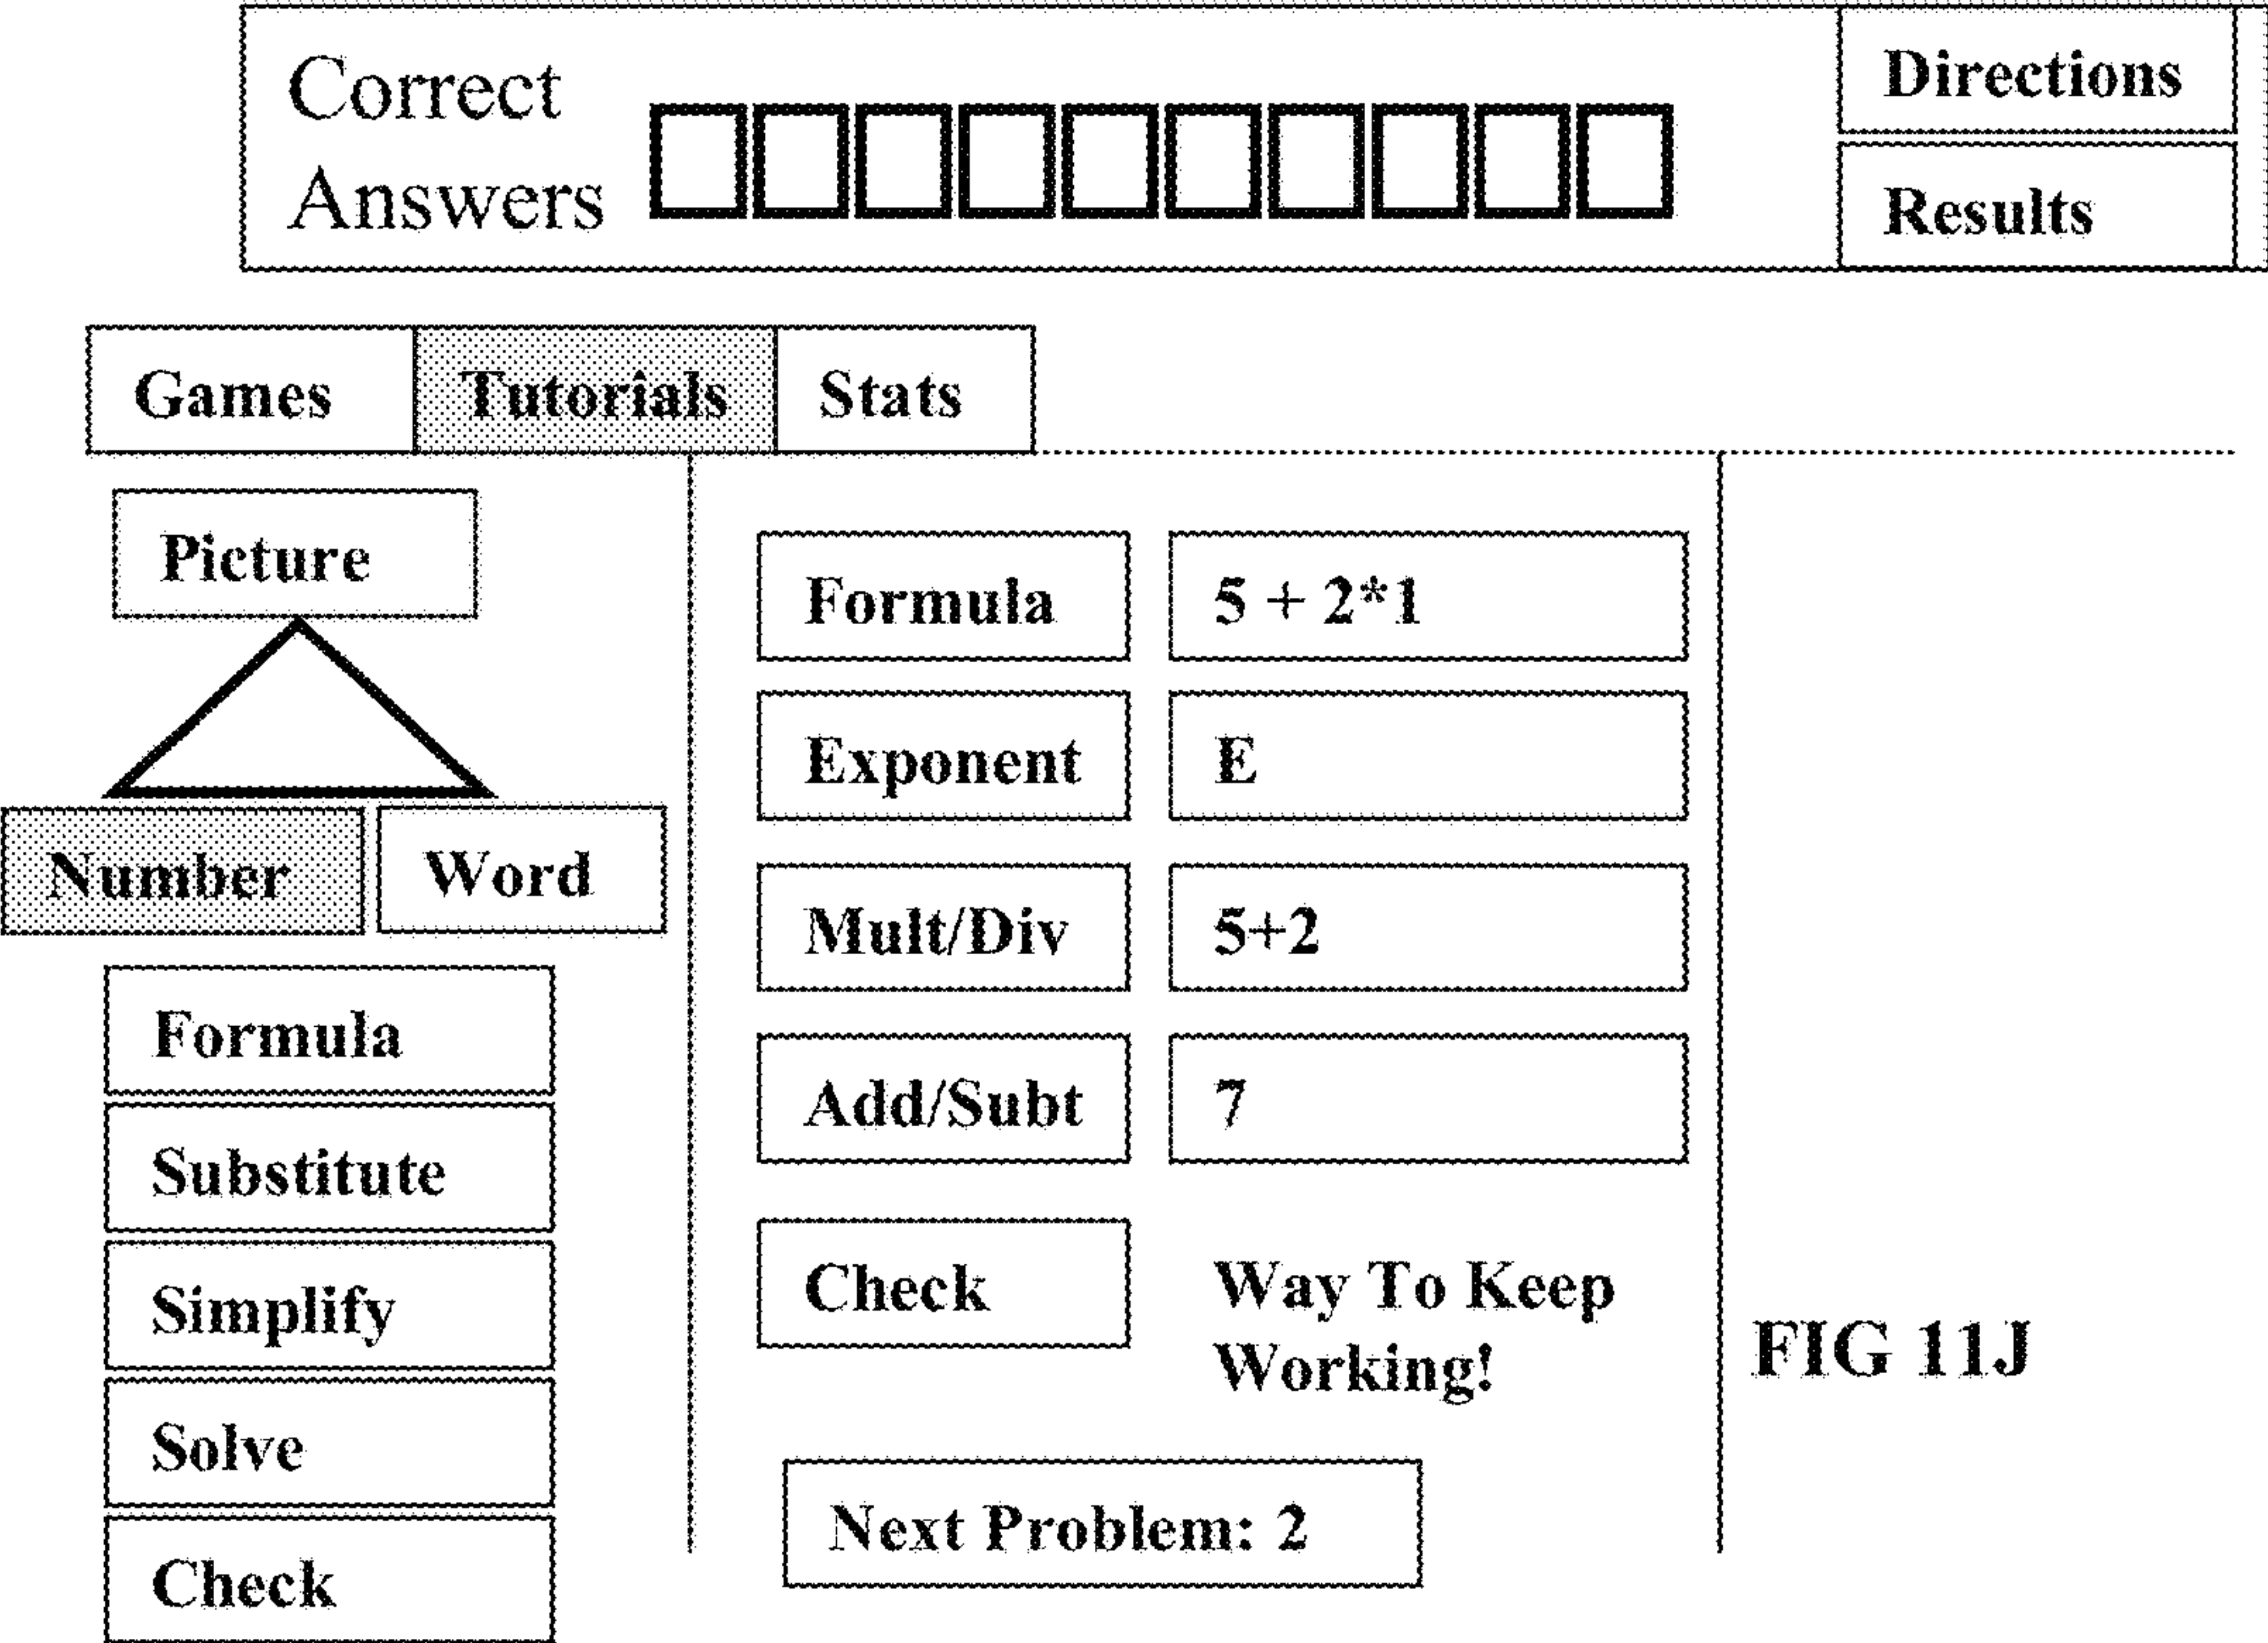 Correct
Answers
Directions
Results
Games Tutorials Stats
Picture
Number Word
Formula
Substitute
Simplify
Solve
Check
Formula 5 + 2*1
Exponent E
Mult/Div 5+2
Add/Subt 7
Check Way To Keep
Working!
Next Problem: 2
FIG 11J